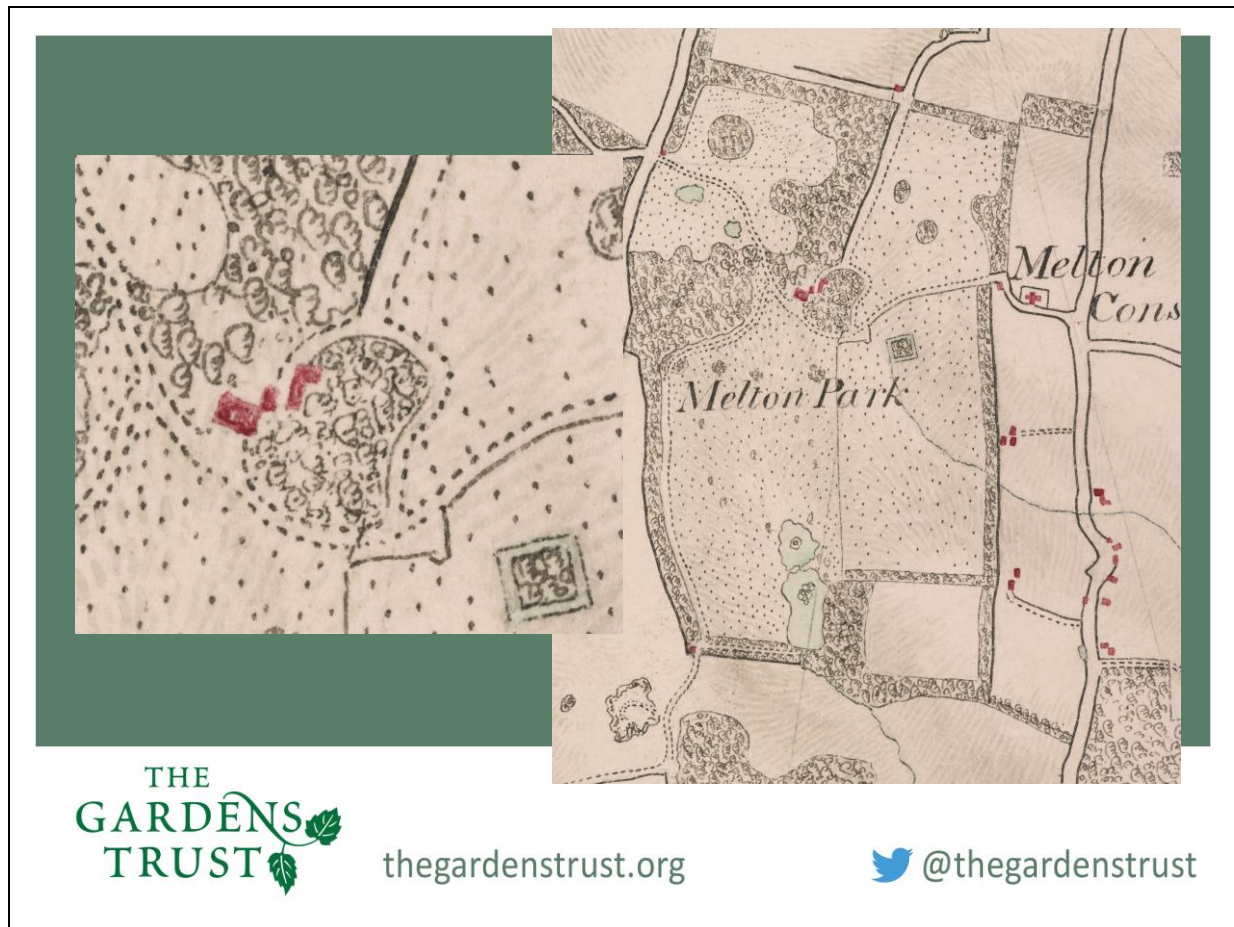 Melton
Cons
Melton Park
THE
GARDENS
TRUST
thegardenstrust.org
@thegardenstrust